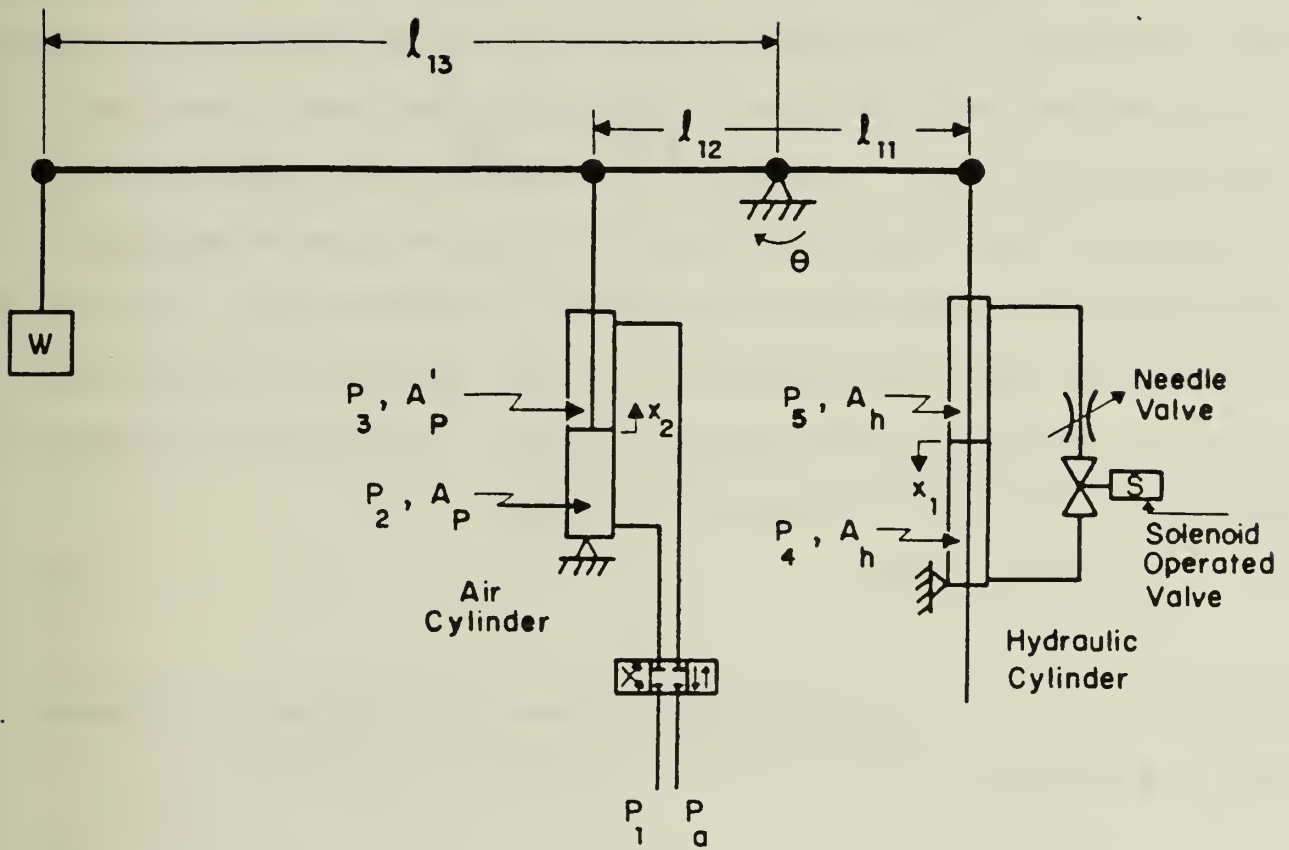 l13
l12
l11
θ
W
P3, A'p
x2
P2, Ap
Air
Cylinder
P1
Pa
P5, Ah
x1
P4, Ah
Needle
Valve
S
Solenoid
Operated
Valve
Hydraulic
Cylinder